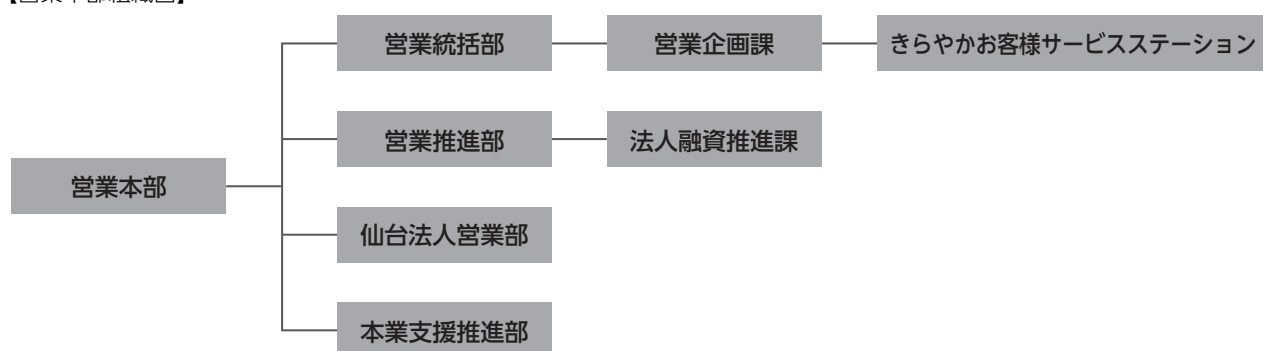 営業統括部 営業企画課 きらやかお客様サービスステーション
営業推進部 法人融資推進課
営業本部
仙台法人営業部
本業支援推進部